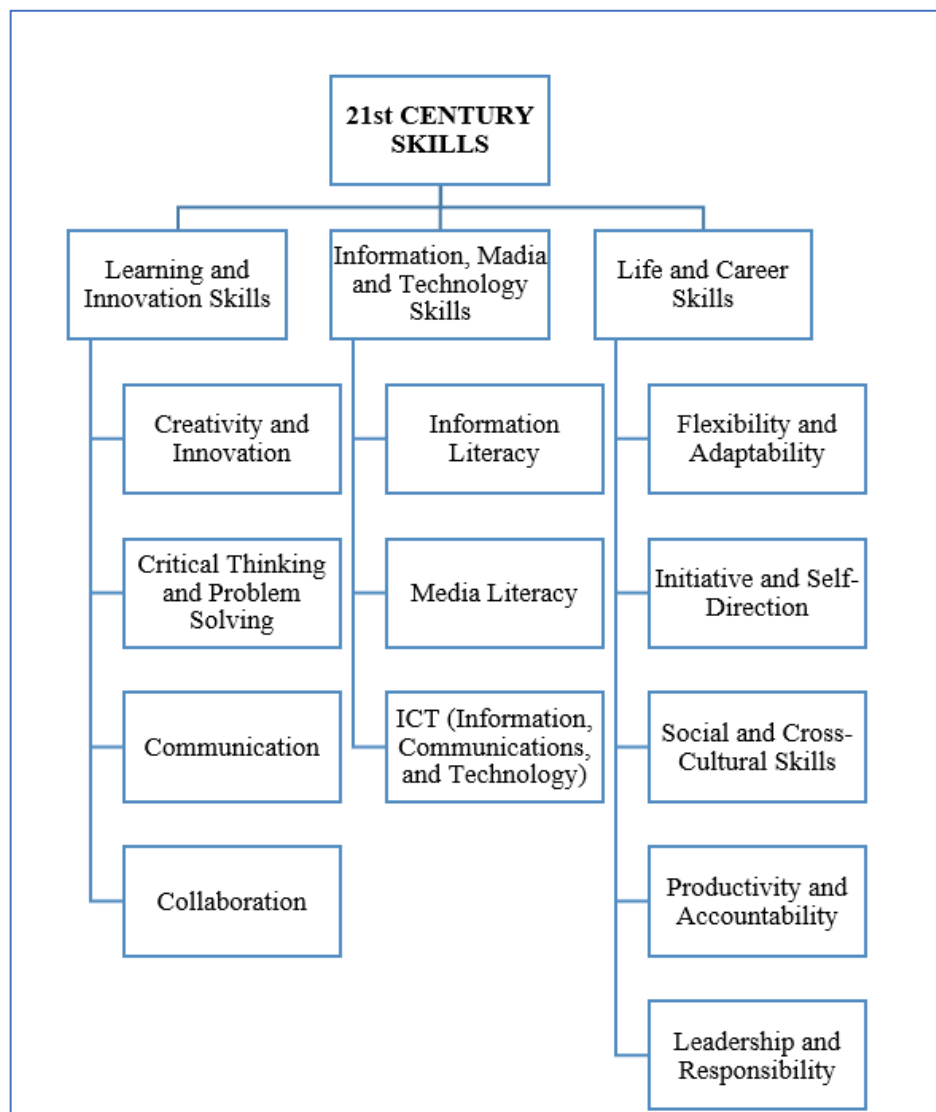 21st CENTURY
SKILLS
Learning and
Innovation Skills
Creativity and
Innovation
Critical Thinking
and Problem
Solving
Communication
Collaboration
Information, Madia
and Technology
Skills
Information
Literacy
Media Literacy
ICT (Information,
Communications,
and Technology)
Life and Career
Skills
Flexibility and
Adaptability
Initiative and Self-
Direction
Social and Cross-
Cultural Skills
Productivity and
Accountability
Leadership and
Responsibility